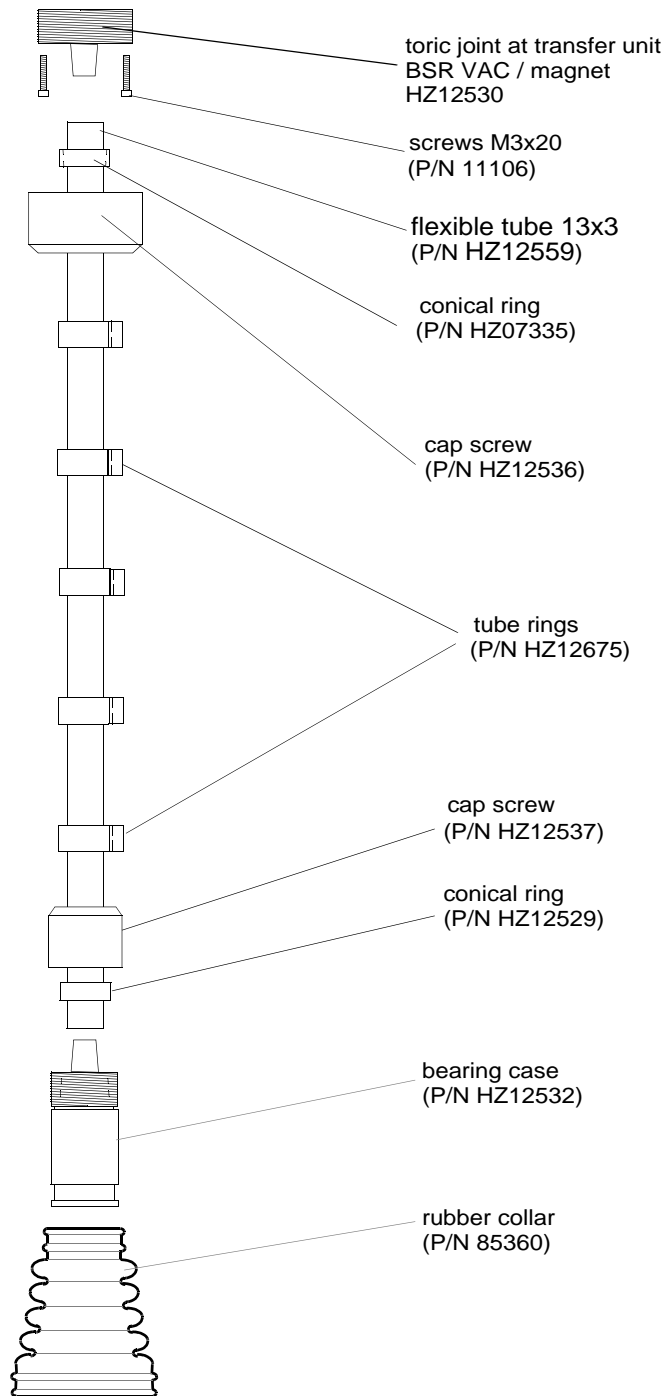 toric joint at transfer unit
BSR VAC / magnet
HZ12530
screws M3x20
(P/N 11106)
flexible tube 13x3
(P/N HZ12559)
conical ring
(P/N HZ07335)
cap screw
(P/N HZ12536)
tube rings
(P/N HZ12675)
cap screw
(P/N HZ12537)
conical ring
(P/N HZ12529)
bearing case
(P/N HZ12532)
rubber collar
(P/N 85360)